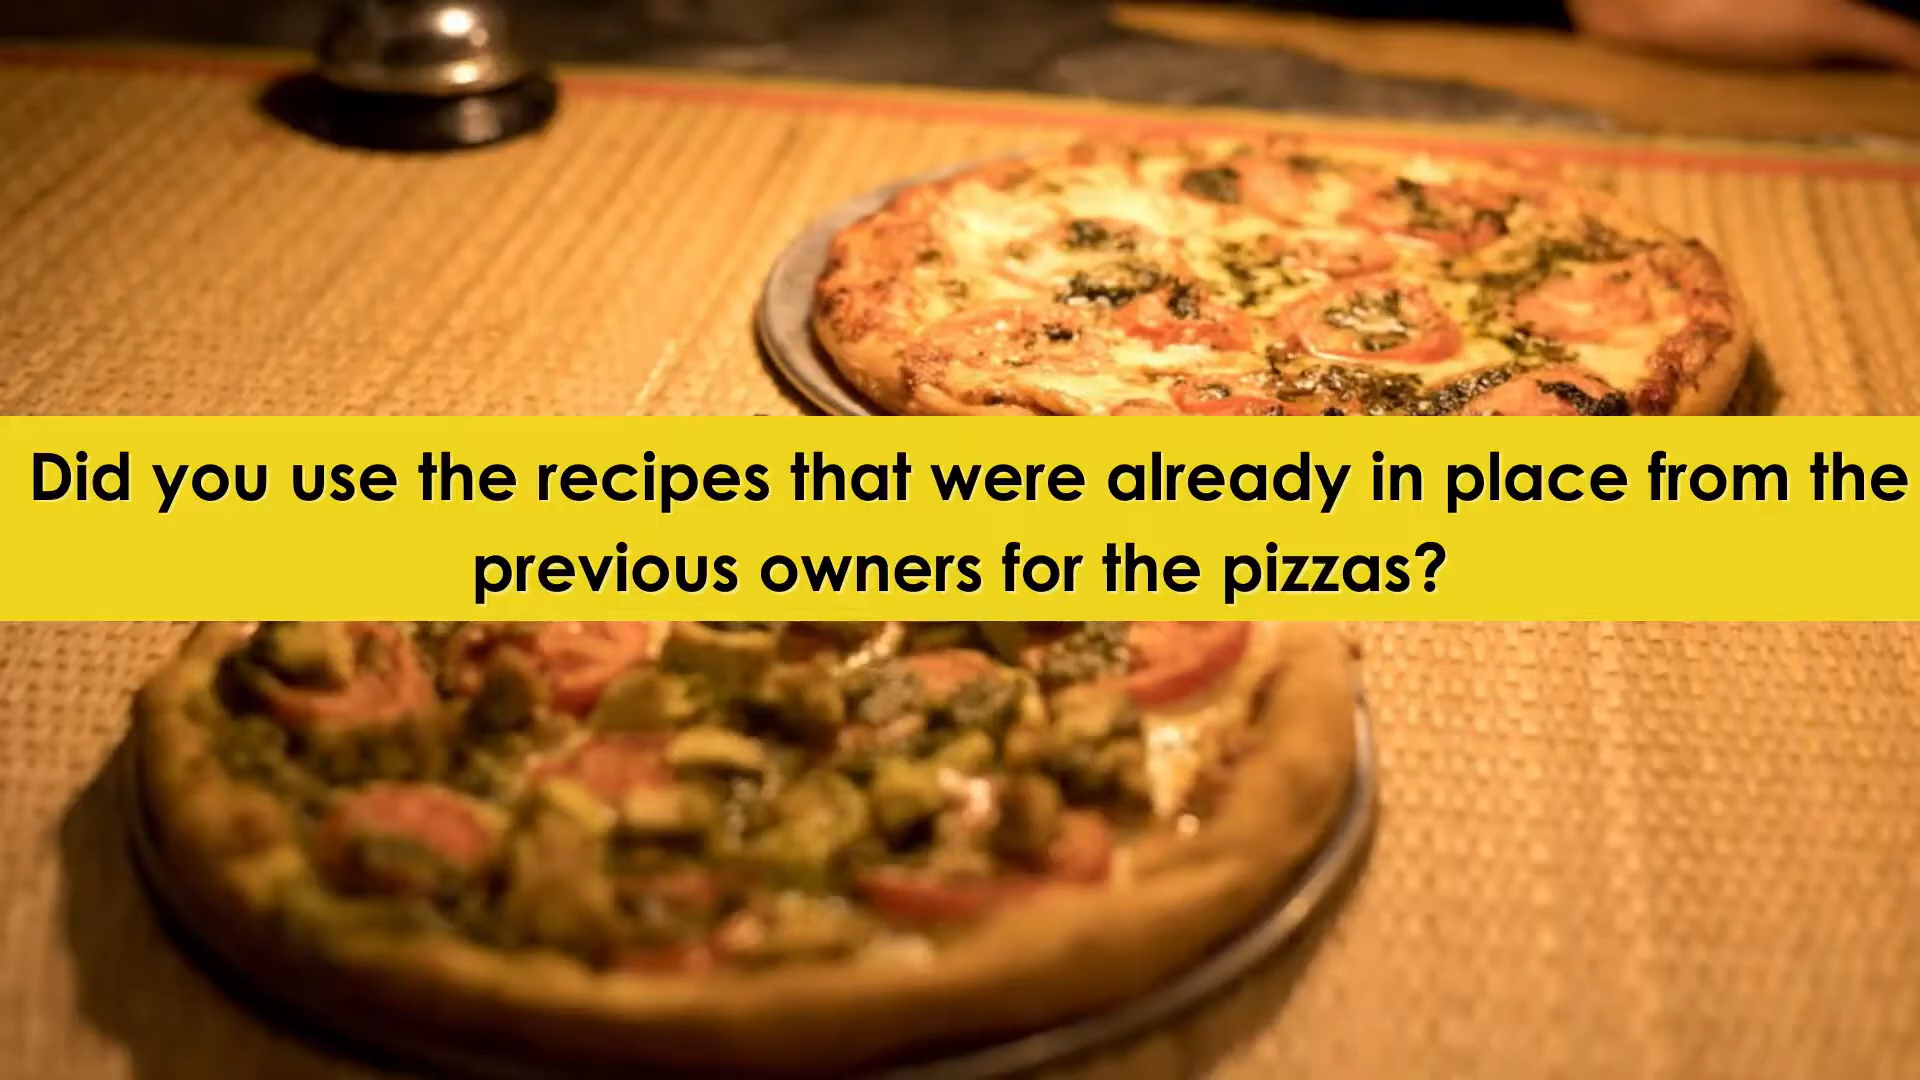 Did you use the recipes that were already in place from the
previous owners for the pizzas?